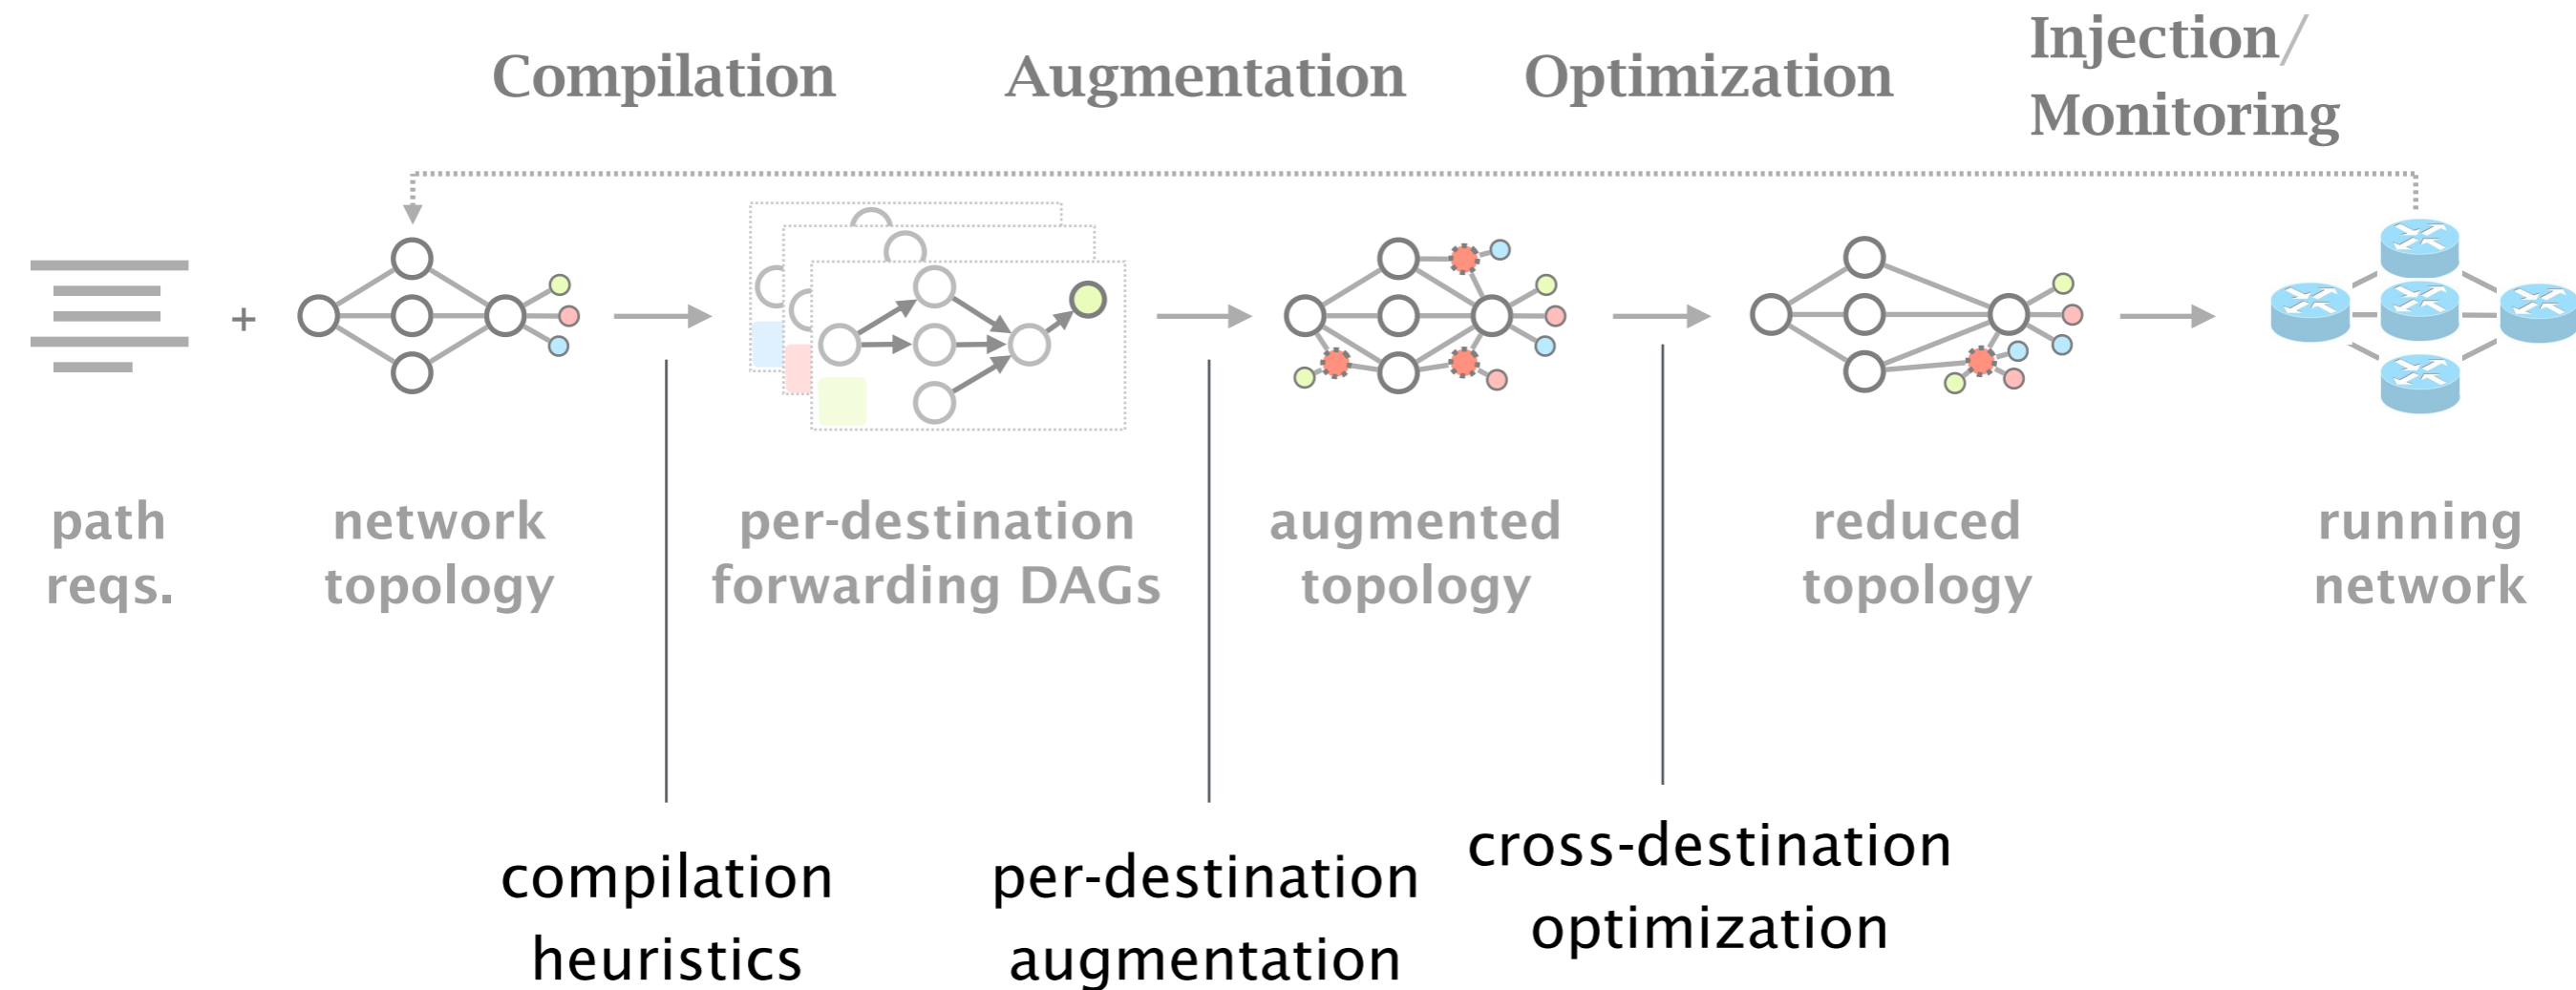 Compilation
Augmentation
Optimization
Injection/
Monitoring
+
path
reqs.
network
topology
per-destination
forwarding DAGs
augmented
topology
reduced
topology
running
network
compilation
heuristics
per-destination
augmentation
cross-destination
optimization